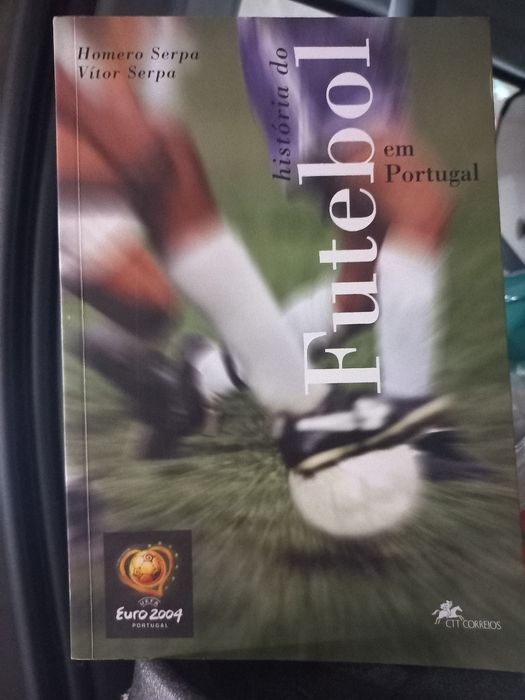 Homero Serpa
Vítor Serpa
história do
Futebol
em
Portugal
UEFA
EURO 2004
PORTUGAL
CTT CORREIOS